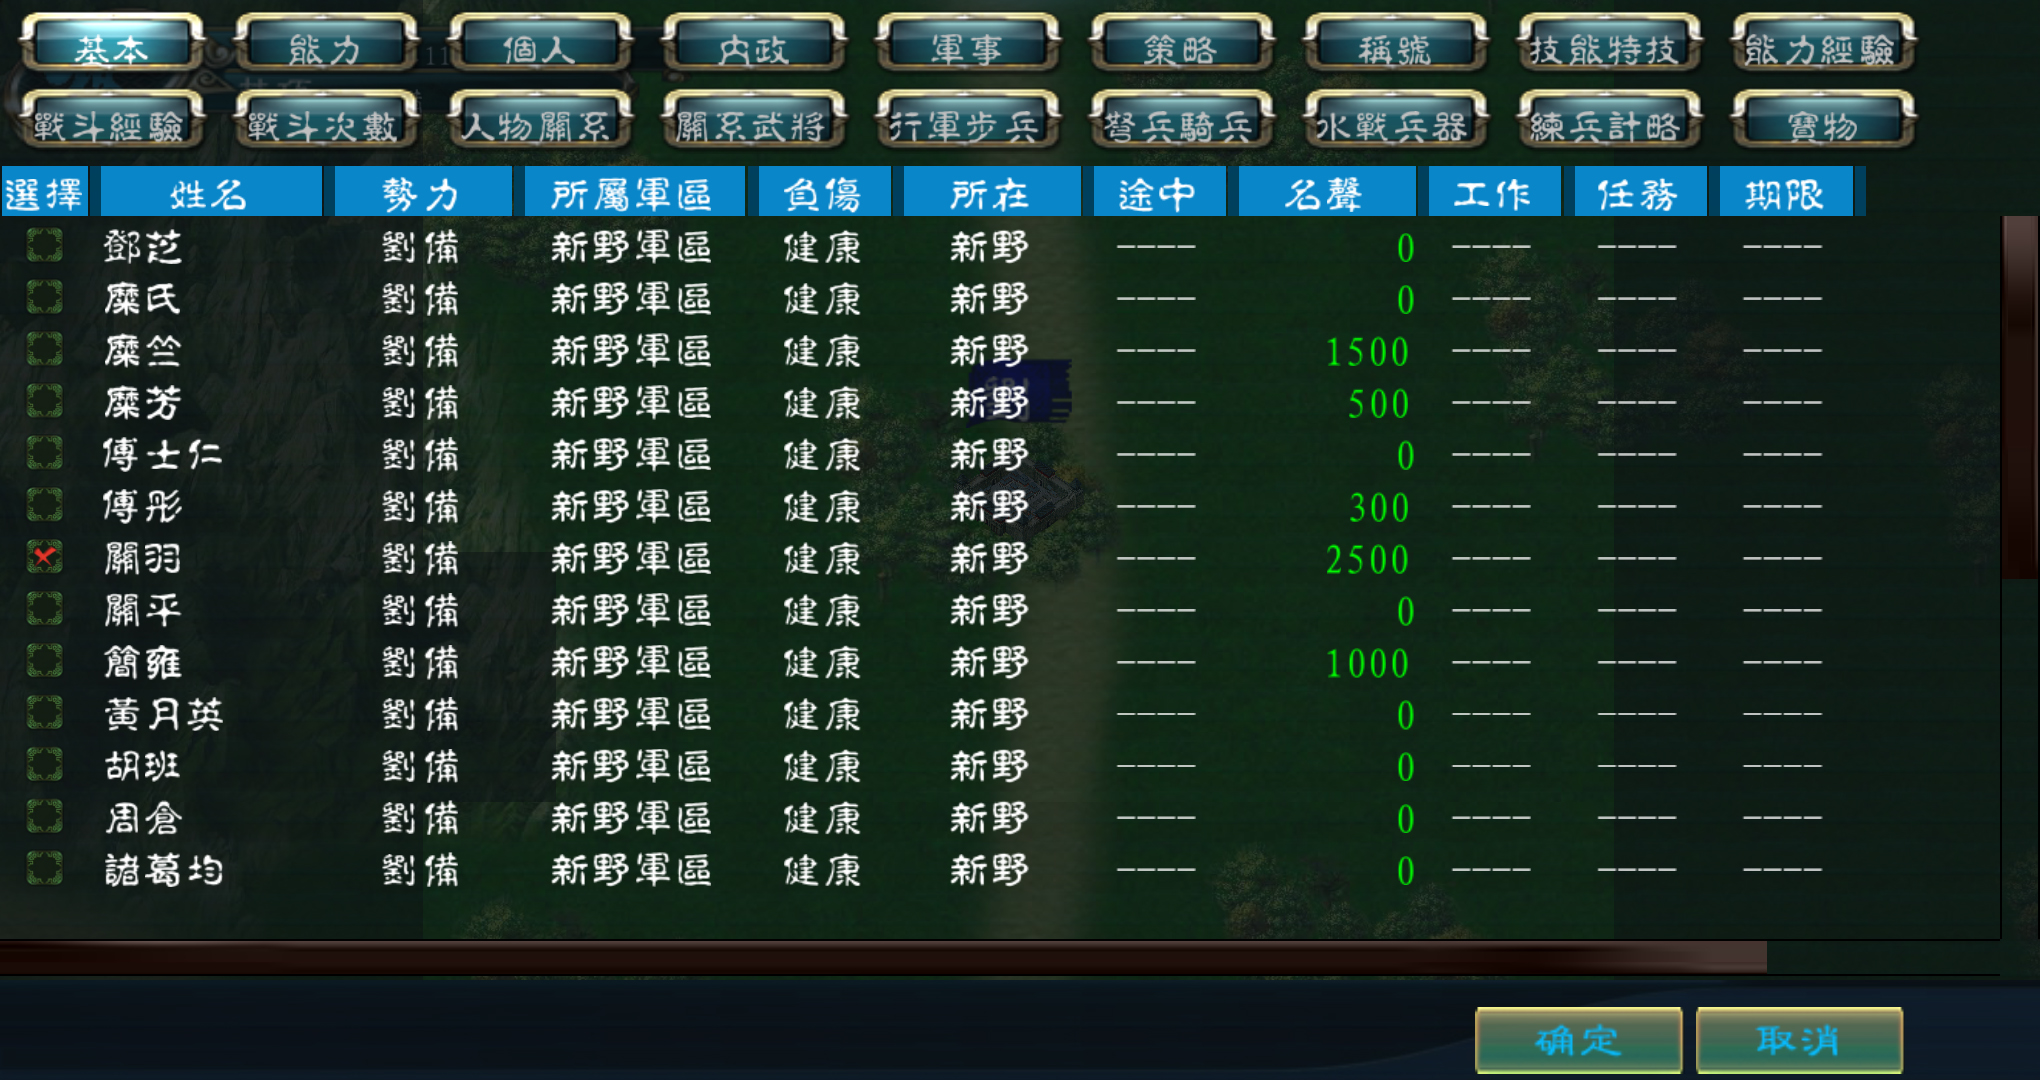 基本 能力 個人 內政 軍事 策略 稱號 技能特技 能力經驗
戰斗經驗 戰斗次數 人物關系 關系武將 行軍步兵 弩兵騎兵 水戰兵器 練兵計略 寶物
選擇 姓名 勢力 所屬軍區 負傷 所在 途中 名聲 工作 任務 期限
鄧芝 劉備 新野軍區 健康 新野 ---- 0 ---- ---- ----
糜氏 劉備 新野軍區 健康 新野 ---- 0 ---- ---- ----
糜竺 劉備 新野軍區 健康 新野 ---- 1500 ---- ---- ----
糜芳 劉備 新野軍區 健康 新野 ---- 500 ---- ---- ----
傅士仁 劉備 新野軍區 健康 新野 ---- 0 ---- ---- ----
傅彤 劉備 新野軍區 健康 新野 ---- 300 ---- ---- ----
關羽 劉備 新野軍區 健康 新野 ---- 2500 ---- ---- ----
關平 劉備 新野軍區 健康 新野 ---- 0 ---- ---- ----
簡雍 劉備 新野軍區 健康 新野 ---- 1000 ---- ---- ----
黃月英 劉備 新野軍區 健康 新野 ---- 0 ---- ---- ----
胡班 劉備 新野軍區 健康 新野 ---- 0 ---- ---- ----
周倉 劉備 新野軍區 健康 新野 ---- 0 ---- ---- ----
諸葛均 劉備 新野軍區 健康 新野 ---- 0 ---- ---- ----
确定 取消